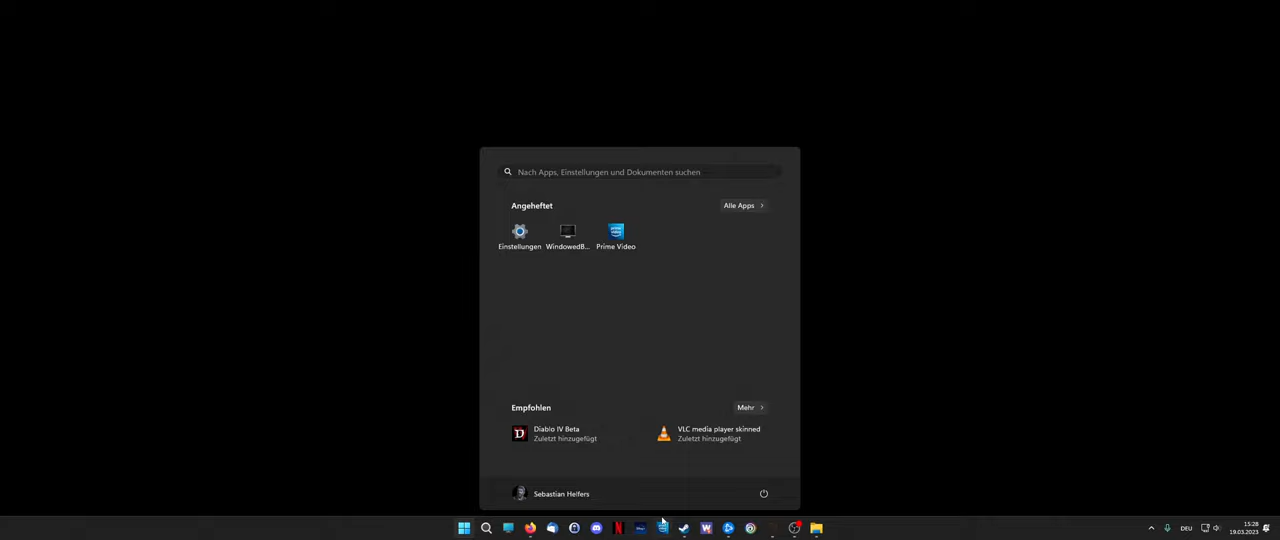 Nach Apps, Einstellungen und Dokumenten suchen
Angeheftet
Alle Apps
Einstellungen
WindowedB...
Prime Video
Empfohlen
Mehr
Diablo IV Beta
Zuletzt hinzugefügt
VLC media player skinned
Zuletzt hinzugefügt
Sebastian Helfers
DEU
15:28
19.03.2023